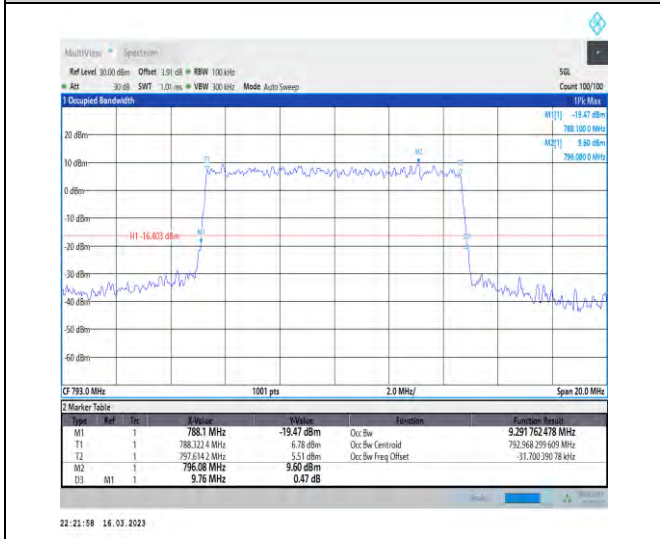 MultiView Spectrum
Ref Level 30.00 dBm Offset 3.91 dB RBW 100 kHz SGL
Att 30 dB SWT 1.01 ms VBW 300 kHz Mode Auto Sweep Count 100/100
1 Occupied Bandwidth 1Pk Max
M1[1] -19.47 dBm
788.100 0 MHz
M2[1] 9.60 dBm
796.080 0 MHz
20 dBm
M2
T1
10 dBm
0 dBm
-10 dBm
M1
H1 -16.403 dBm
-20 dBm
-30 dBm
-40 dBm
-50 dBm
-60 dBm
CF 793.0 MHz 1001 pts 2.0 MHz/ Span 20.0 MHz
2 Marker Table
Type Ref Trc X-Value Y-Value Function Function Result
M1 1 788.1 MHz -19.47 dBm Occ Bw 9.291 762 478 MHz
T1 1 788.322 4 MHz 6.78 dBm Occ Bw Centroid 792.968 299 609 MHz
T2 1 797.614 2 MHz 5.51 dBm Occ Bw Freq Offset -31.700 390 78 kHz
M2 1 796.08 MHz 9.60 dBm
D3 M1 1 9.76 MHz 0.47 dB
22:21:58 16.03.2023